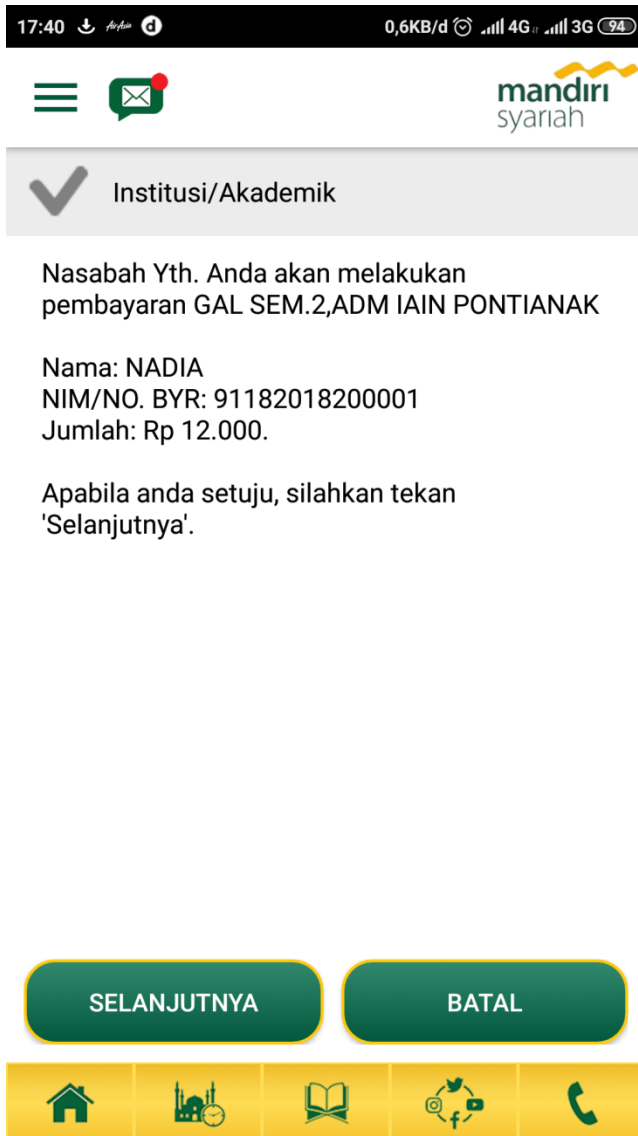 17:40 AirAsia d 0,6KB/d 4G 3G 94
mandiri
syariah
Institusi/Akademik
Nasabah Yth. Anda akan melakukan
pembayaran GAL SEM.2,ADM IAIN PONTIANAK
Nama: NADIA
NIM/NO. BYR: 91182018200001
Jumlah: Rp 12.000.
Apabila anda setuju, silahkan tekan
'Selanjutnya'.
SELANJUTNYA BATAL